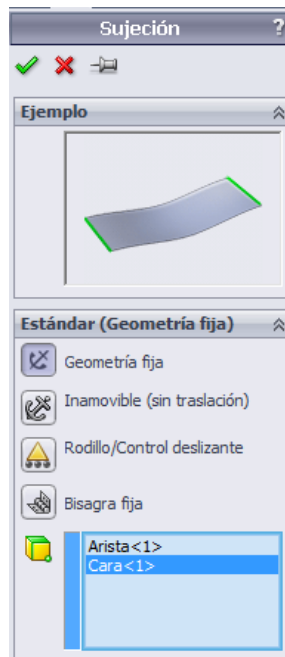 Sujeción ?
Ejemplo
Estándar (Geometría fija)
Geometría fija
Inamovible (sin traslación)
Rodillo/Control deslizante
Bisagra fija
Arista<1>
Cara<1>